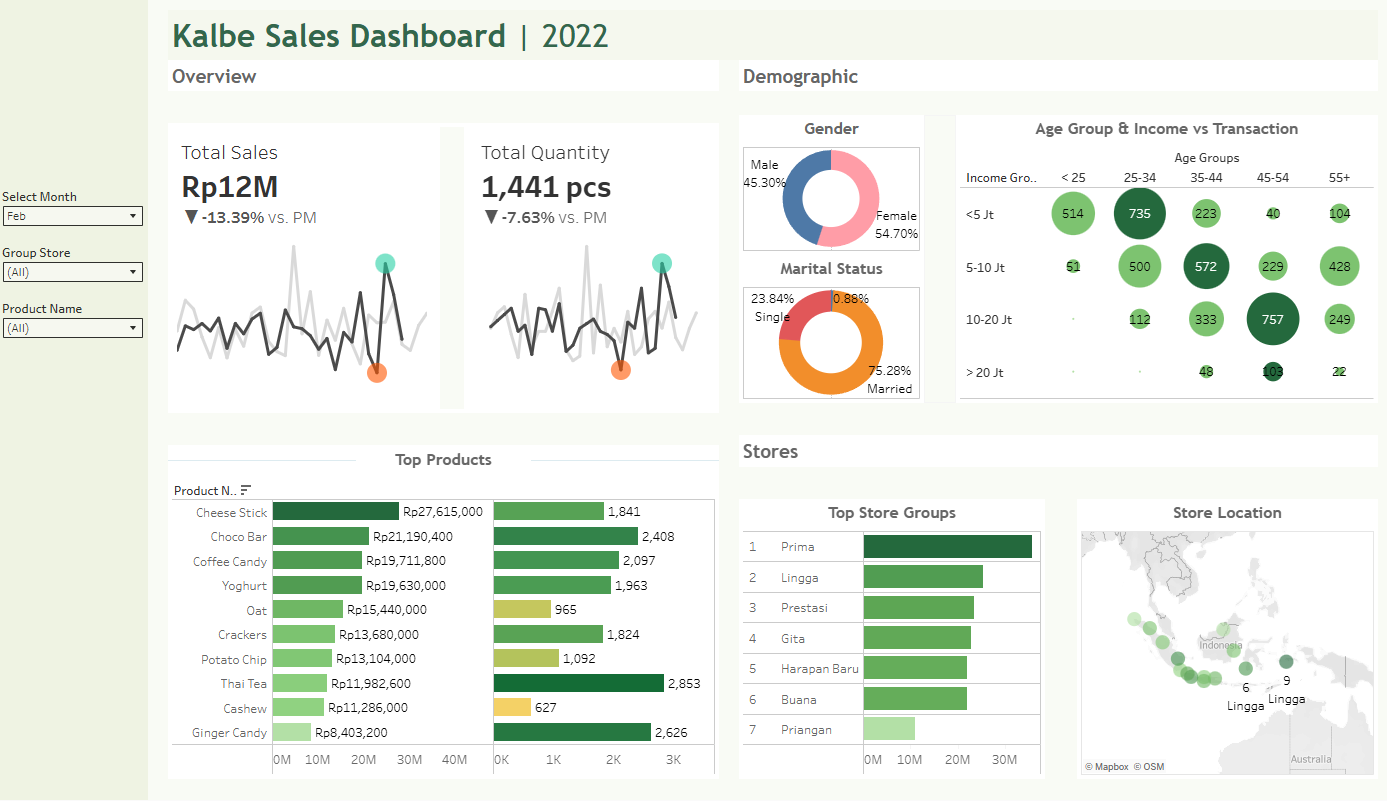 Kalbe Sales Dashboard | 2022
Overview
Demographic
Select Month
Feb
Group Store
(All)
Product Name
(All)
Total Sales
Rp12M
▼ -13.39% vs. PM
Total Quantity
1,441 pcs
▼ -7.63% vs. PM
Gender
Male
45.30%
Female
54.70%
Marital Status
23.84%
Single
0.88%
75.28%
Married
Age Group & Income vs Transaction
Age Groups
Income Gro.. < 25 25-34 35-44 45-54 55+
<5 Jt 514 735 223 40 104
5-10 Jt 51 500 572 229 428
10-20 Jt 112 333 757 249
> 20 Jt 48 103 22
Top Products
Product N..
Cheese Stick Rp27,615,000 1,841
Choco Bar Rp21,190,400 2,408
Coffee Candy Rp19,711,800 2,097
Yoghurt Rp19,630,000 1,963
Oat Rp15,440,000 965
Crackers Rp13,680,000 1,824
Potato Chip Rp13,104,000 1,092
Thai Tea Rp11,982,600 2,853
Cashew Rp11,286,000 627
Ginger Candy Rp8,403,200 2,626
0M 10M 20M 30M 40M 0K 1K 2K 3K
Stores
Top Store Groups
1 Prima
2 Lingga
3 Prestasi
4 Gita
5 Harapan Baru
6 Buana
7 Priangan
0M 10M 20M 30M
Store Location
Indonesia
6
Lingga
9
Lingga
Australia
© Mapbox © OSM